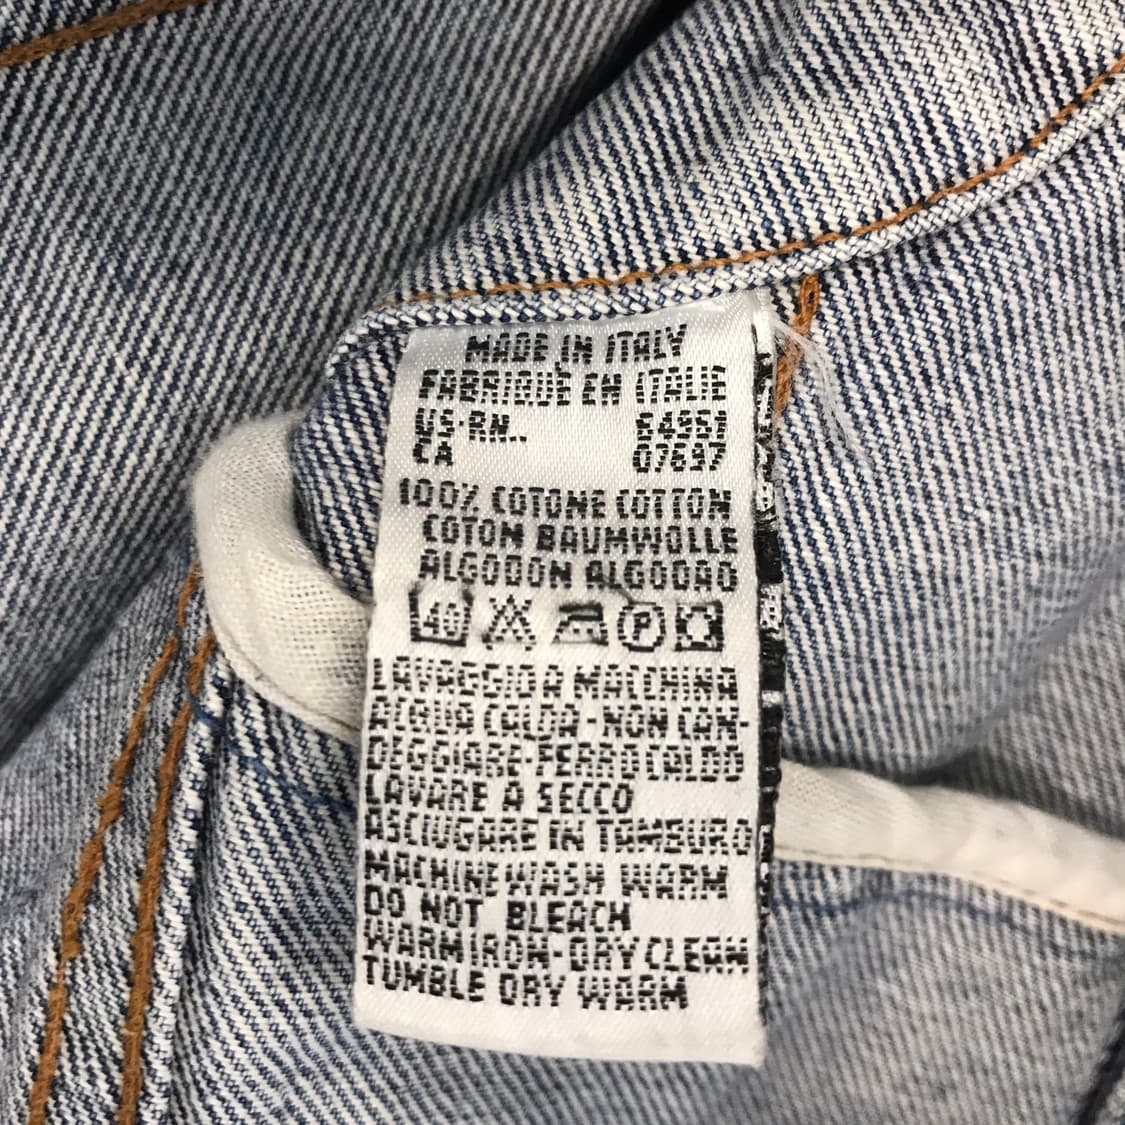 MADE IN ITALY
FABRIQUÉ EN ITALIE
US·RN.. 84951
CA 07697
100% COTONE COTTON
COTON BAUMWOLLE
ALGODON ALGODAO
40 P
LAVAGGIO A MACCHINA
ACQUA CALDA-NON CAN-
DEGGIARE-FERRO CALDO
LAVARE A SECCO
ASCIUGARE IN TAMBURO
MACHINE WASH WARM
DO NOT BLEACH
WARM IRON-DRY CLEAN
TUMBLE DRY WARM